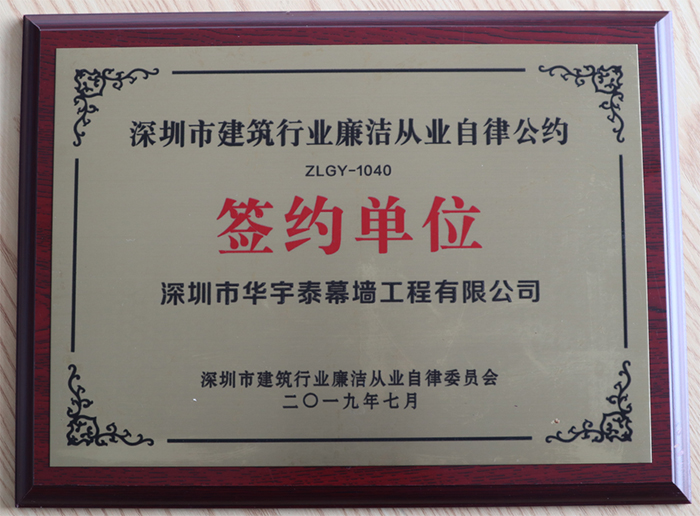 深圳市建筑行业廉洁从业自律公约
ZLGY-1040
签约单位
深圳市华宇泰幕墙工程有限公司
深圳市建筑行业廉洁从业自律委员会
二〇一九年七月